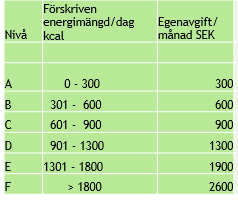 Nivå Förskriven energimängd/dag kcal Egenavgift/ månad SEK
A 0 - 300 300
B 301 - 600 600
C 601 - 900 900
D 901 - 1300 1300
E 1301 - 1800 1900
F > 1800 2600